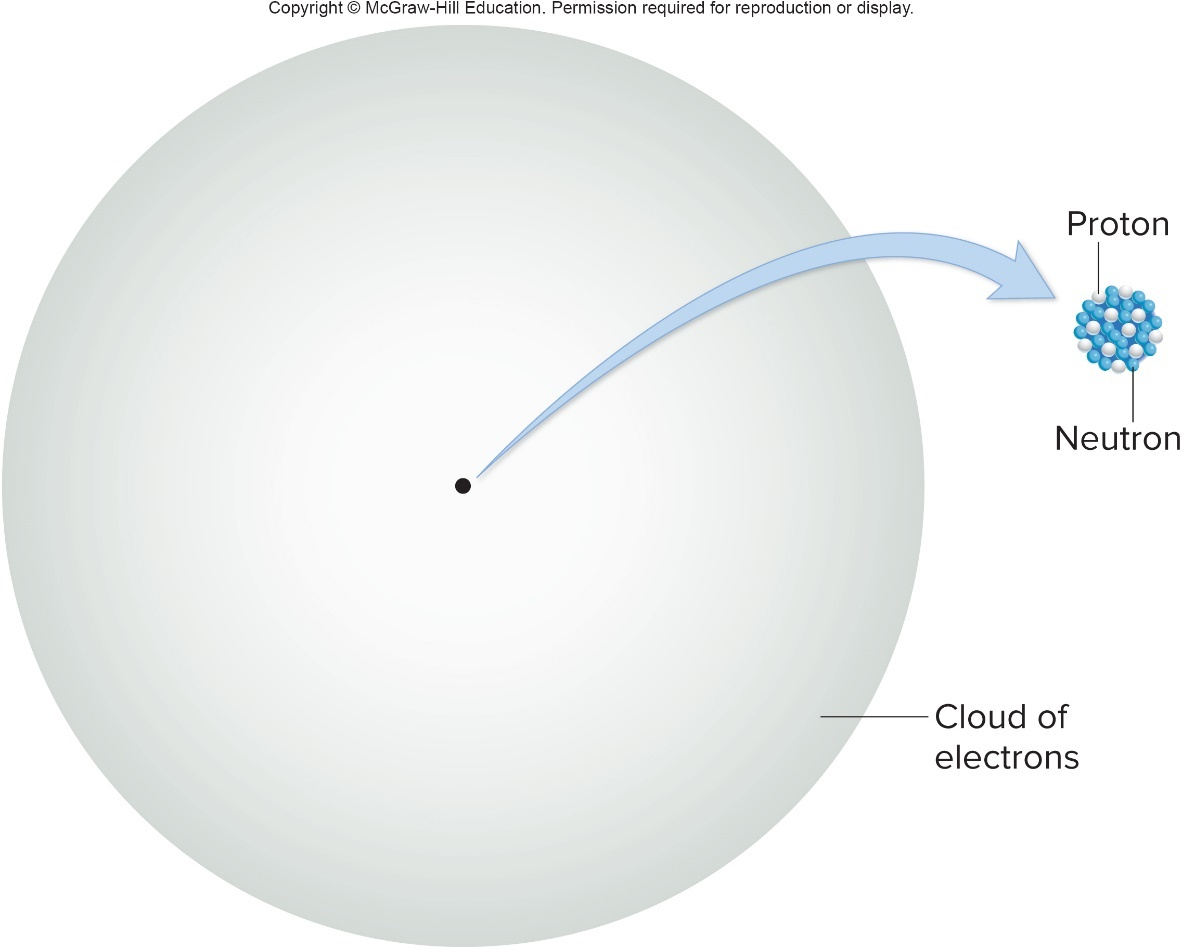 Copyright © McGraw-Hill Education. Permission required for reproduction or display.
Proton
Neutron
Cloud of
electrons